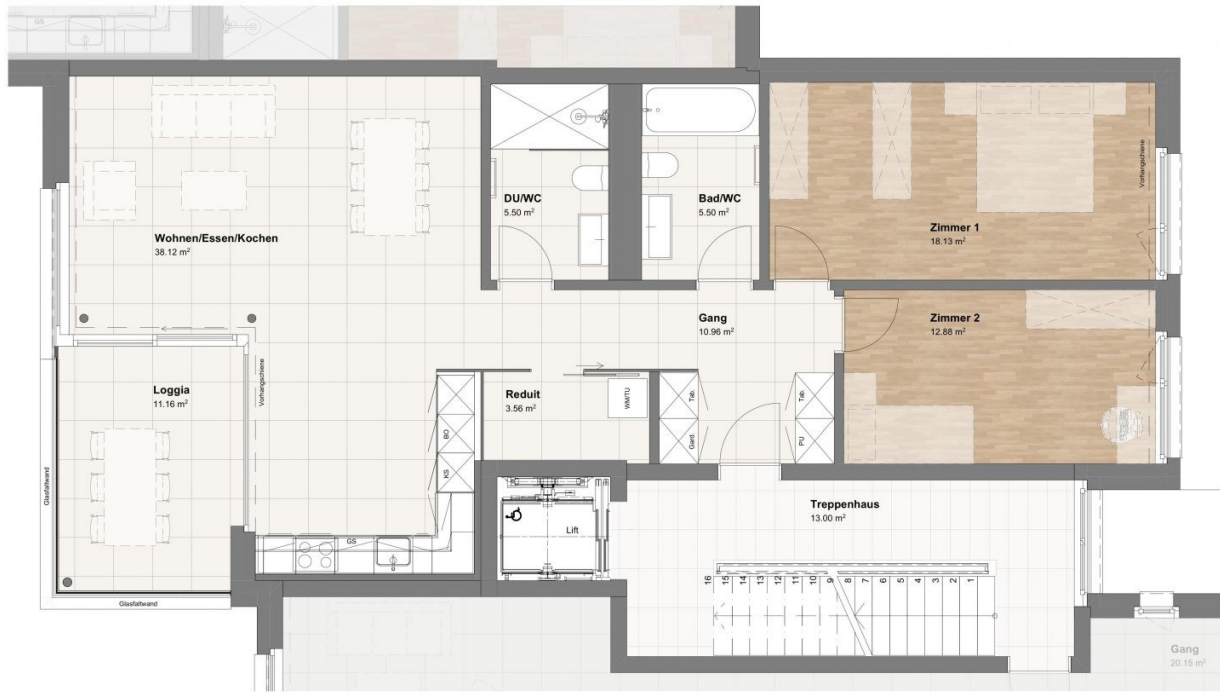 GS
DU/WC
5.50 m²
Bad/WC
5.50 m²
Vorhangschiene
Wohnen/Essen/Kochen
38.12 m²
Zimmer 1
18.13 m²
Gang
10.96 m²
Zimmer 2
12.88 m²
Loggia
11.16 m²
Vorhangschiene
Reduit
3.56 m²
WM/TU
Tab.
Tab.
Gard.
PU
BO
KS
Glasfaltwand
GS
Lift
Treppenhaus
13.00 m²
16 15 14 13 12 11 10 9 8 7 6 5 4 3 2 1
Glasfaltwand
Gang
20.15 m²